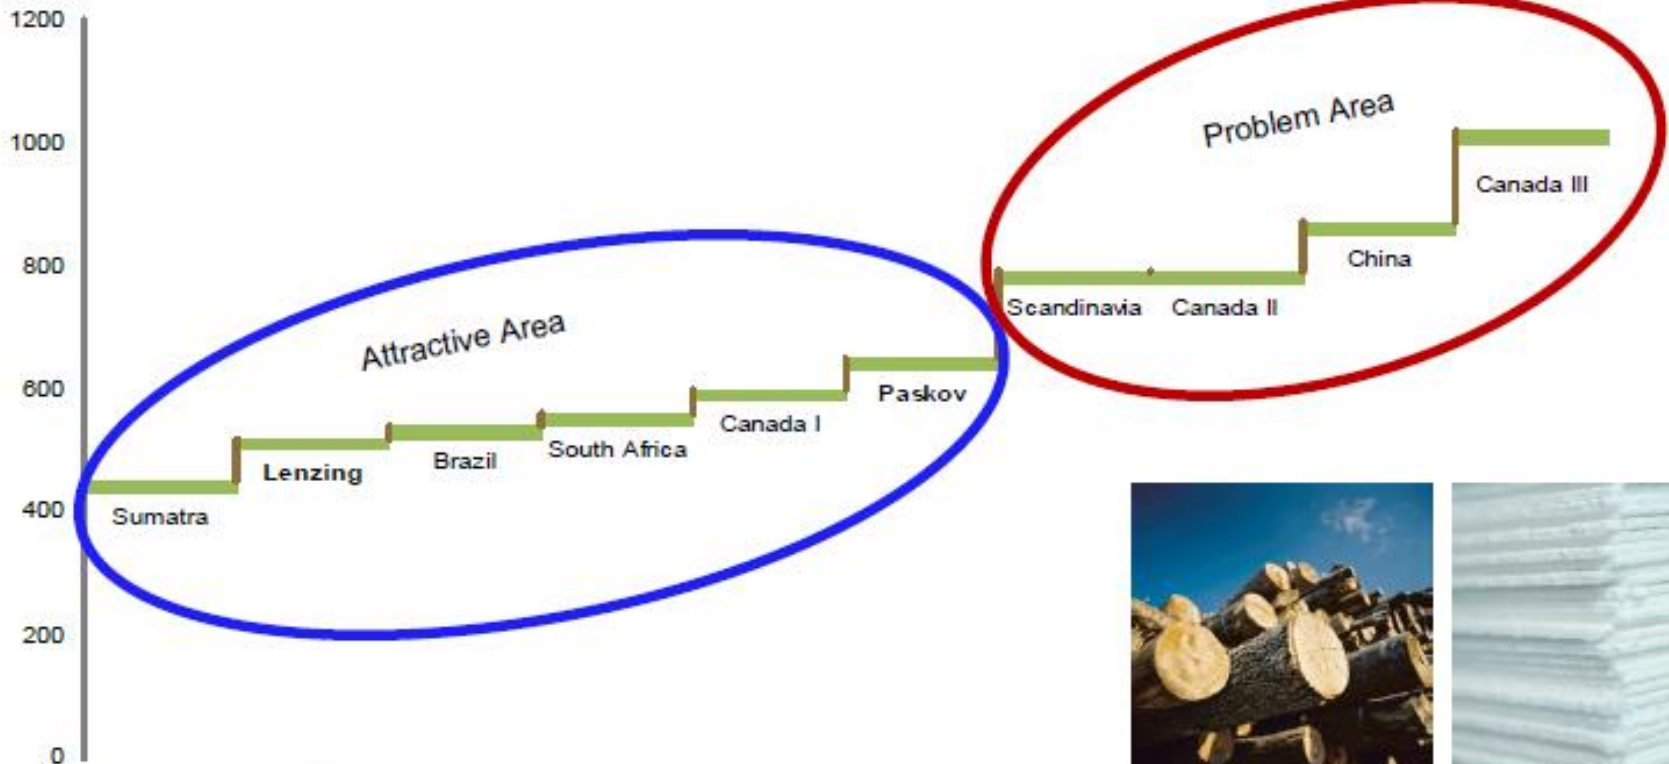 1200
1000
800
600
400
200
0
Attractive Area
Problem Area
Sumatra
Lenzing
Brazil
South Africa
Canada I
Paskov
Scandinavia
Canada II
China
Canada III